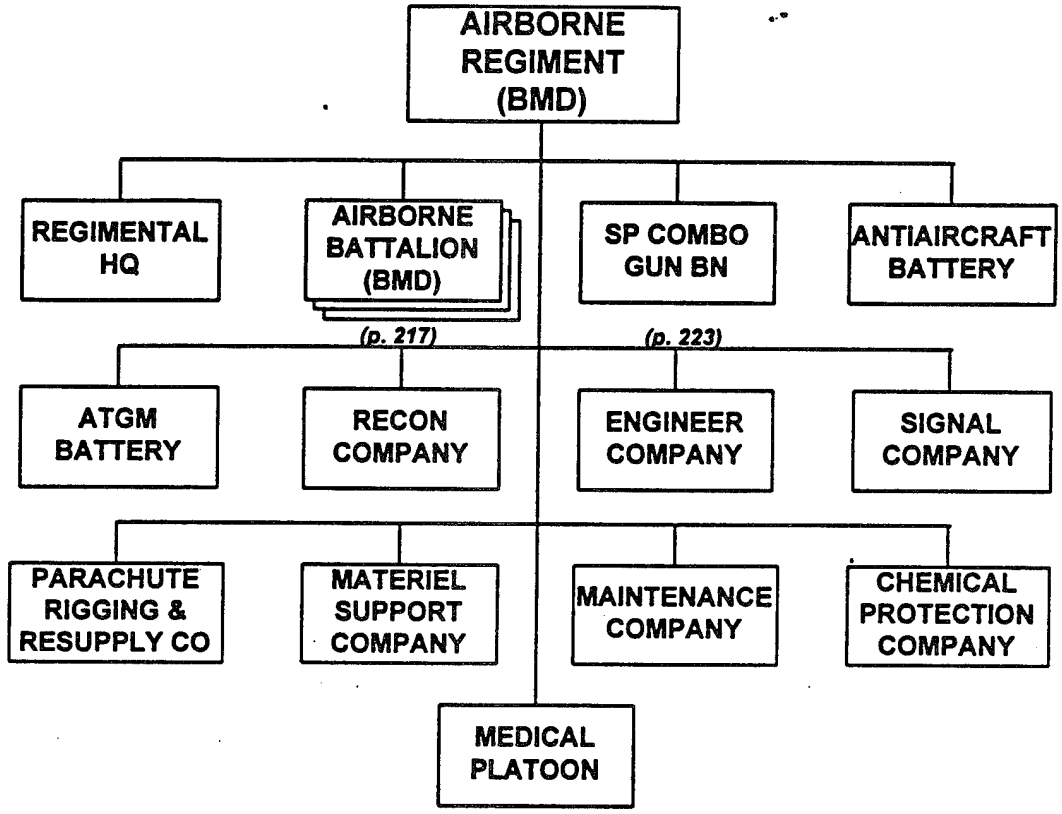 AIRBORNE
REGIMENT
(BMD)
REGIMENTAL
HQ
AIRBORNE
BATTALION
(BMD)
SP COMBO
GUN BN
ANTIAIRCRAFT
BATTERY
(p. 217)
(p. 223)
ATGM
BATTERY
RECON
COMPANY
ENGINEER
COMPANY
SIGNAL
COMPANY
PARACHUTE
RIGGING &
RESUPPLY CO
MATERIEL
SUPPORT
COMPANY
MAINTENANCE
COMPANY
CHEMICAL
PROTECTION
COMPANY
MEDICAL
PLATOON